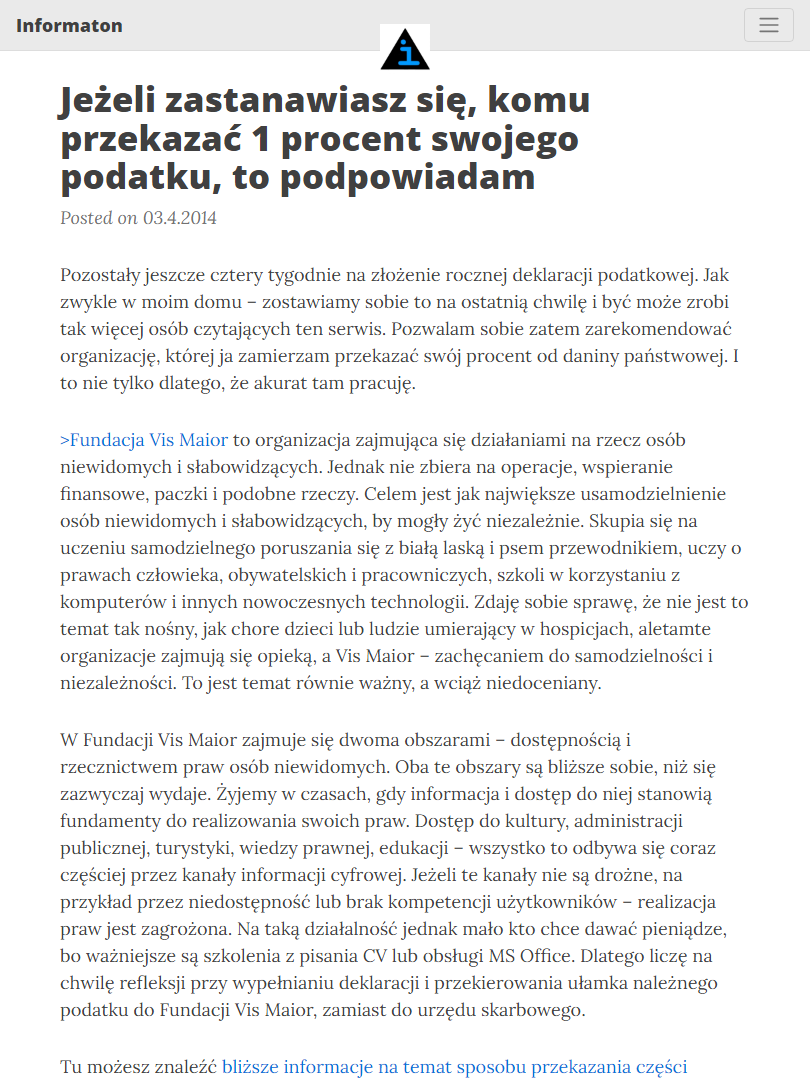 Informaton
i
Jeżeli zastanawiasz się, komu
przekazać 1 procent swojego
podatku, to podpowiadam
Posted on 03.4.2014
Pozostały jeszcze cztery tygodnie na złożenie rocznej deklaracji podatkowej. Jak
zwykle w moim domu – zostawiamy sobie to na ostatnią chwilę i być może zrobi
tak więcej osób czytających ten serwis. Pozwalam sobie zatem zarekomendować
organizację, której ja zamierzam przekazać swój procent od daniny państwowej. I
to nie tylko dlatego, że akurat tam pracuję.
>Fundacja Vis Maior to organizacja zajmująca się działaniami na rzecz osób
niewidomych i słabowidzących. Jednak nie zbiera na operacje, wspieranie
finansowe, paczki i podobne rzeczy. Celem jest jak największe usamodzielnienie
osób niewidomych i słabowidzących, by mogły żyć niezależnie. Skupia się na
uczeniu samodzielnego poruszania się z białą laską i psem przewodnikiem, uczy o
prawach człowieka, obywatelskich i pracowniczych, szkoli w korzystaniu z
komputerów i innych nowoczesnych technologii. Zdaję sobie sprawę, że nie jest to
temat tak nośny, jak chore dzieci lub ludzie umierający w hospicjach, aletamte
organizacje zajmują się opieką, a Vis Maior – zachęcaniem do samodzielności i
niezależności. To jest temat równie ważny, a wciąż niedoceniany.
W Fundacji Vis Maior zajmuje się dwoma obszarami – dostępnością i
rzecznictwem praw osób niewidomych. Oba te obszary są bliższe sobie, niż się
zazwyczaj wydaje. Żyjemy w czasach, gdy informacja i dostęp do niej stanowią
fundamenty do realizowania swoich praw. Dostęp do kultury, administracji
publicznej, turystyki, wiedzy prawnej, edukacji – wszystko to odbywa się coraz
częściej przez kanały informacji cyfrowej. Jeżeli te kanały nie są drożne, na
przykład przez niedostępność lub brak kompetencji użytkowników – realizacja
praw jest zagrożona. Na taką działalność jednak mało kto chce dawać pieniądze,
bo ważniejsze są szkolenia z pisania CV lub obsługi MS Office. Dlatego liczę na
chwilę refleksji przy wypełnianiu deklaracji i przekierowania ułamka należnego
podatku do Fundacji Vis Maior, zamiast do urzędu skarbowego.
Tu możesz znaleźć bliższe informacje na temat sposobu przekazania części